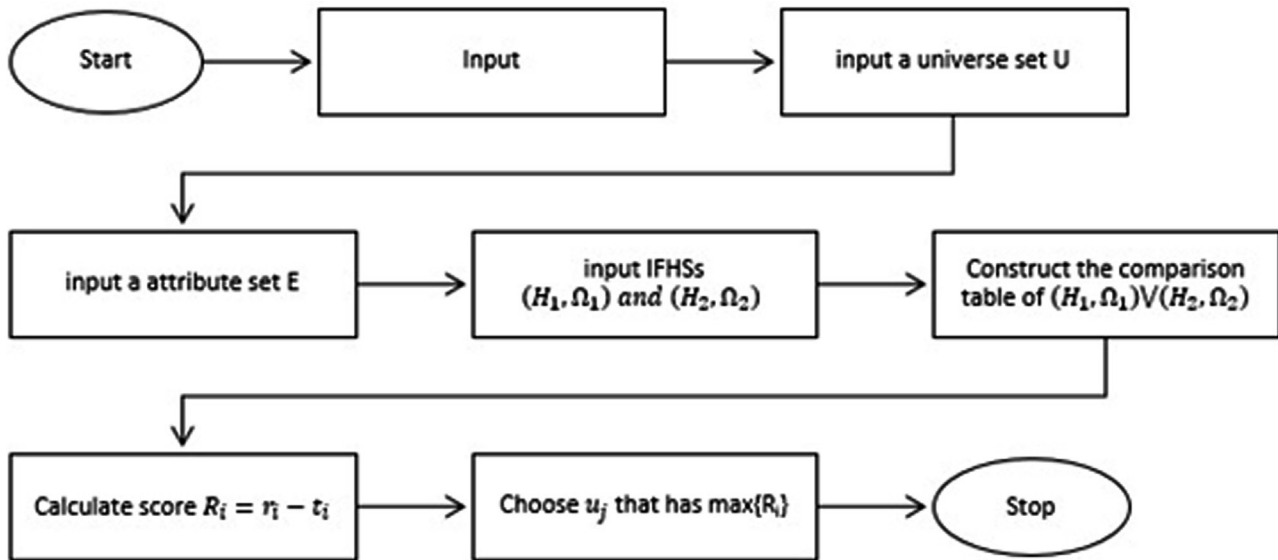 Start
Input
input a universe set U
input a attribute set E
input IFHSs
(H₁, Ω₁) and (H₂, Ω₂)
Construct the comparison
table of (H₁, Ω₁)⋁(H₂, Ω₂)
Calculate score Rᵢ = rᵢ − tᵢ
Choose uⱼ that has max{Rᵢ}
Stop